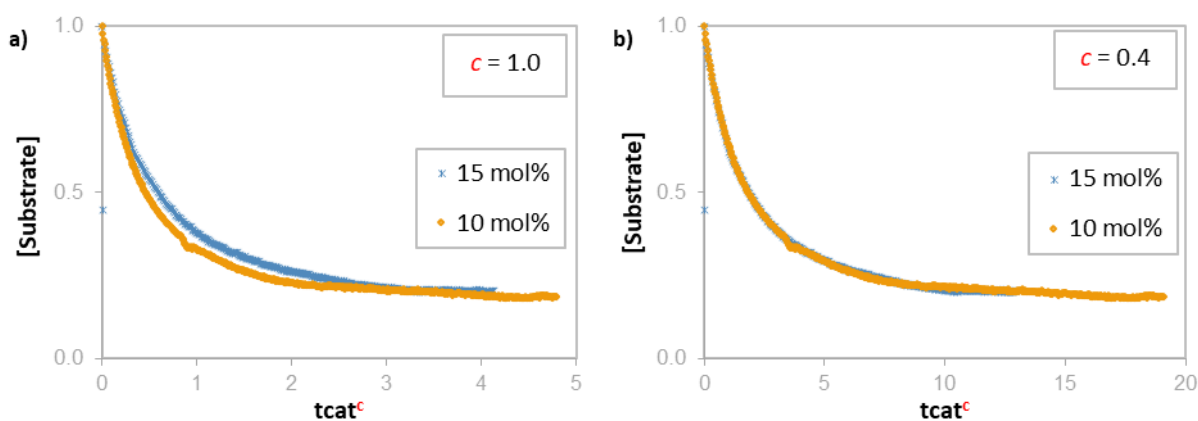 a)
c = 1.0
15 mol%
10 mol%
[Substrate]
1.0
0.5
0.0
0 1 2 3 4 5
tcatᶜ
b)
c = 0.4
15 mol%
10 mol%
[Substrate]
1.0
0.5
0.0
0 5 10 15 20
tcatᶜ